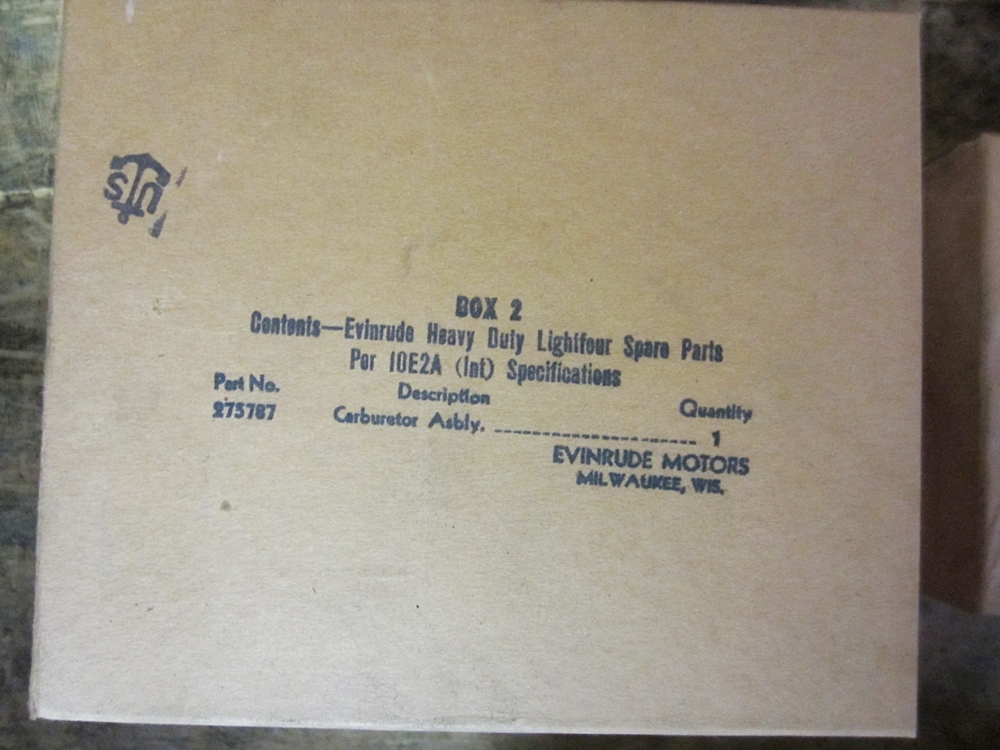 USN
BOX 2
Contents—Evinrude Heavy Duty Lightfour Spare Parts
Per 10E2A (Int) Specifications
Part No. Description Quantity
275787 Carburetor Asbly. 1
EVINRUDE MOTORS
MILWAUKEE, WIS.